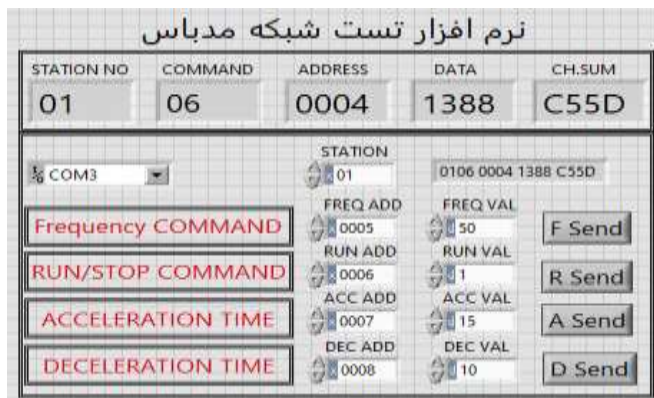 نرم افزار تست شبکه مدباس
STATION NO COMMAND ADDRESS DATA CH.SUM
01 06 0004 1388 C55D
STATION
COM3 01 0106 0004 1388 C55D
FREQ ADD FREQ VAL
Frequency COMMAND x 0005 d 50 F Send
RUN ADD RUN VAL
RUN/STOP COMMAND x 0006 d 1 R Send
ACC ADD ACC VAL
ACCELERATION TIME x 0007 d 15 A Send
DEC ADD DEC VAL
DECELERATION TIME x 0008 d 10 D Send